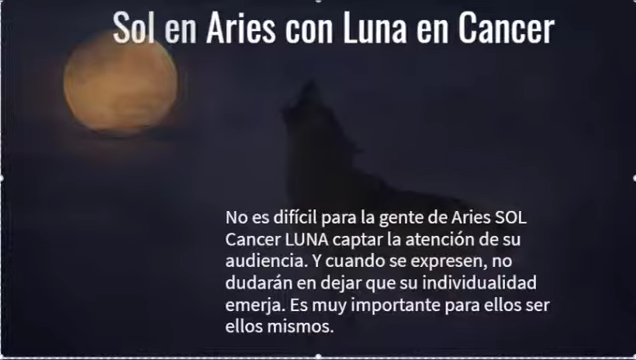 Sol en Aries con Luna en Cancer
No es difícil para la gente de Aries SOL
Cancer LUNA captar la atención de su
audiencia. Y cuando se expresen, no
dudarán en dejar que su individualidad
emerja. Es muy importante para ellos ser
ellos mismos.